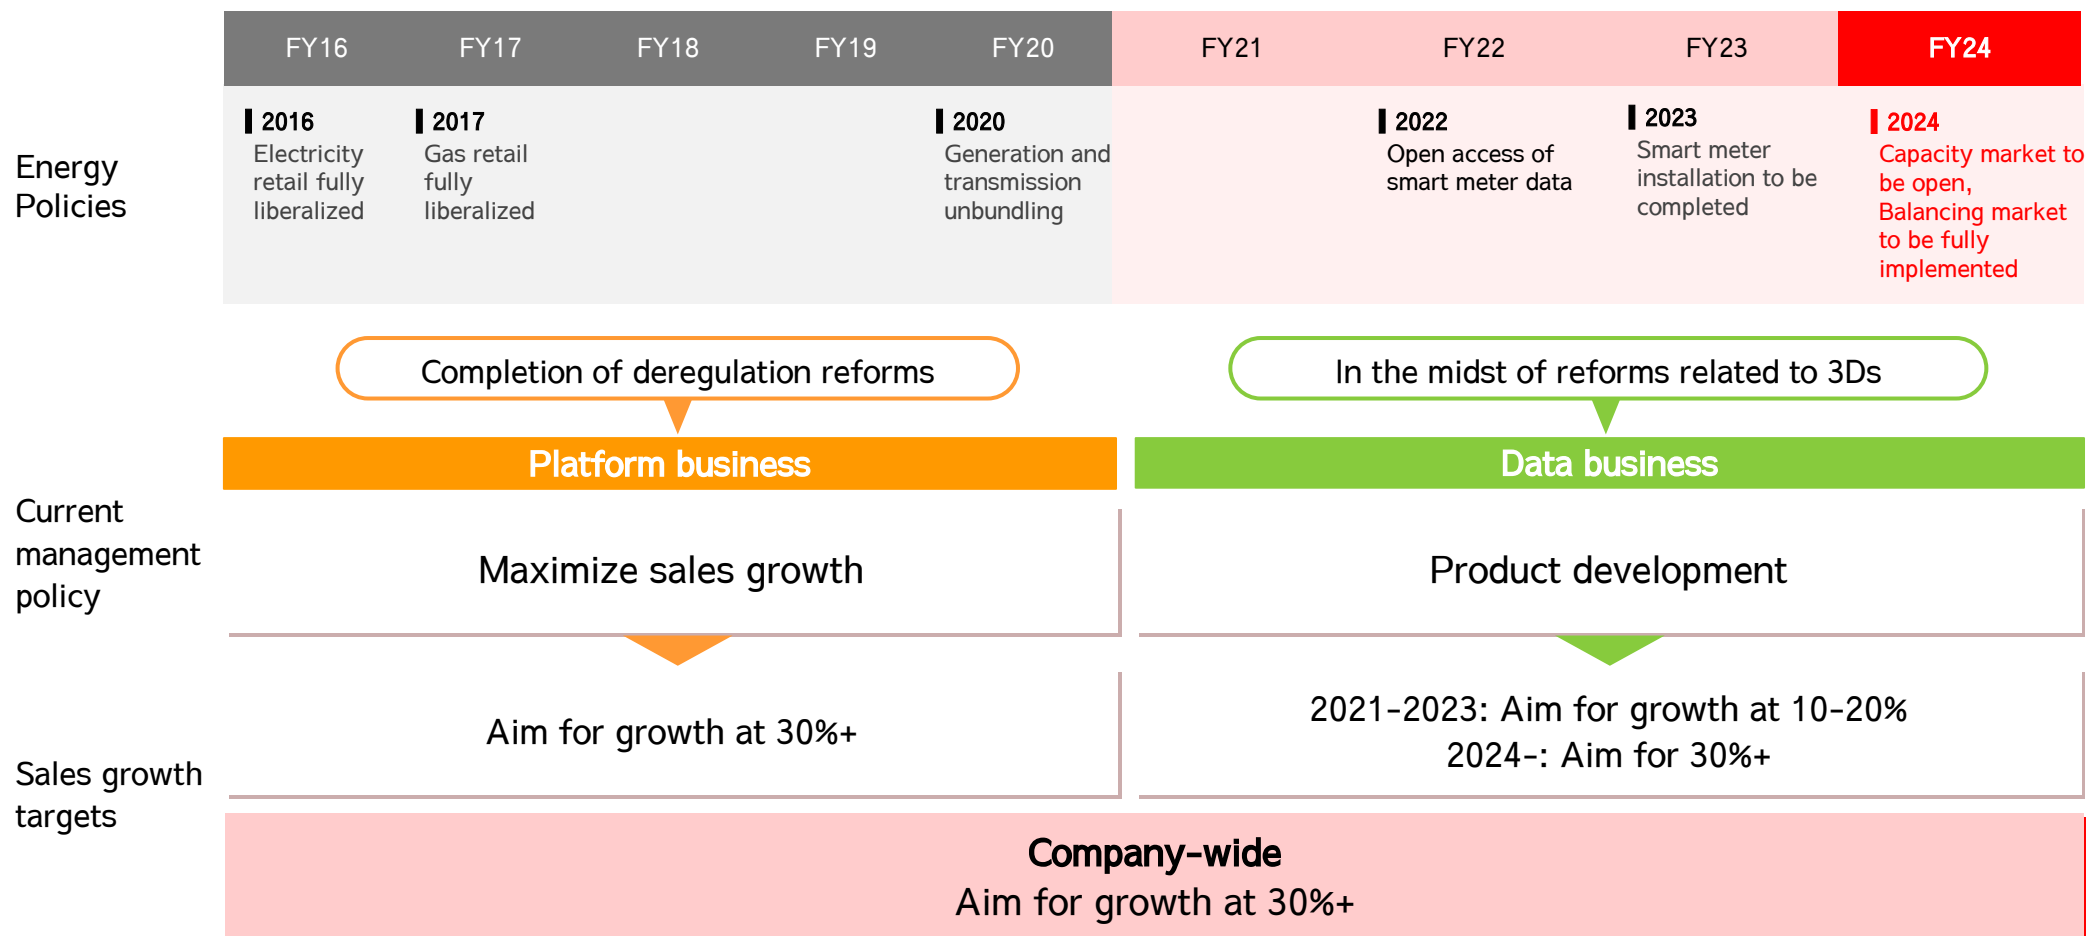 FY16 FY17 FY18 FY19 FY20 FY21 FY22 FY23 FY24
Energy
Policies
2016
Electricity
retail fully
liberalized
2017
Gas retail
fully
liberalized
2020
Generation and
transmission
unbundling
2022
Open access of
smart meter data
2023
Smart meter
installation to be
completed
2024
Capacity market to
be open,
Balancing market
to be fully
implemented
Completion of deregulation reforms
In the midst of reforms related to 3Ds
Platform business
Data business
Current
management
policy
Maximize sales growth
Product development
Sales growth
targets
Aim for growth at 30%+
2021-2023: Aim for growth at 10-20%
2024-: Aim for 30%+
Company-wide
Aim for growth at 30%+